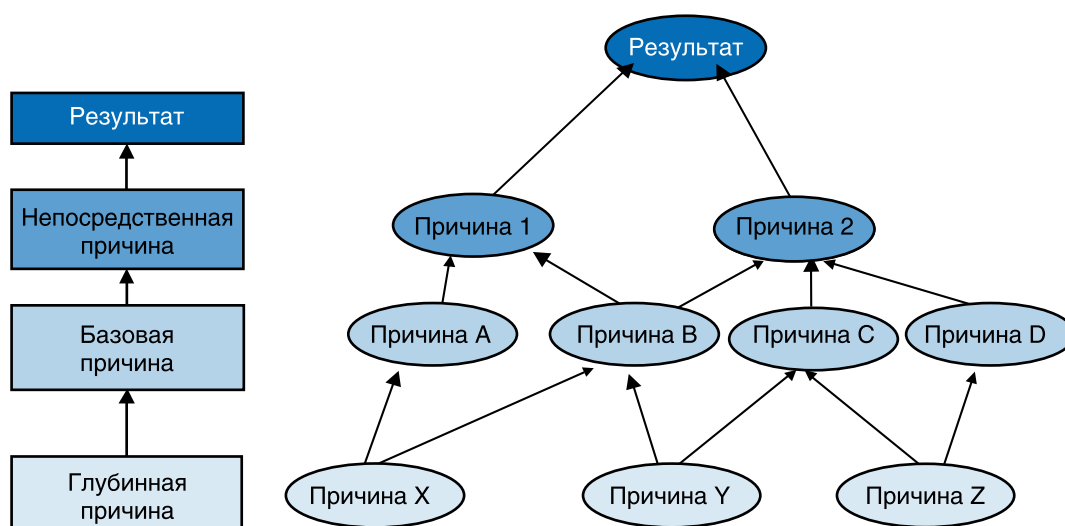 Результат
Непосредственная
причина
Базовая
причина
Глубинная
причина
Результат
Причина 1
Причина 2
Причина A
Причина B
Причина C
Причина D
Причина X
Причина Y
Причина Z